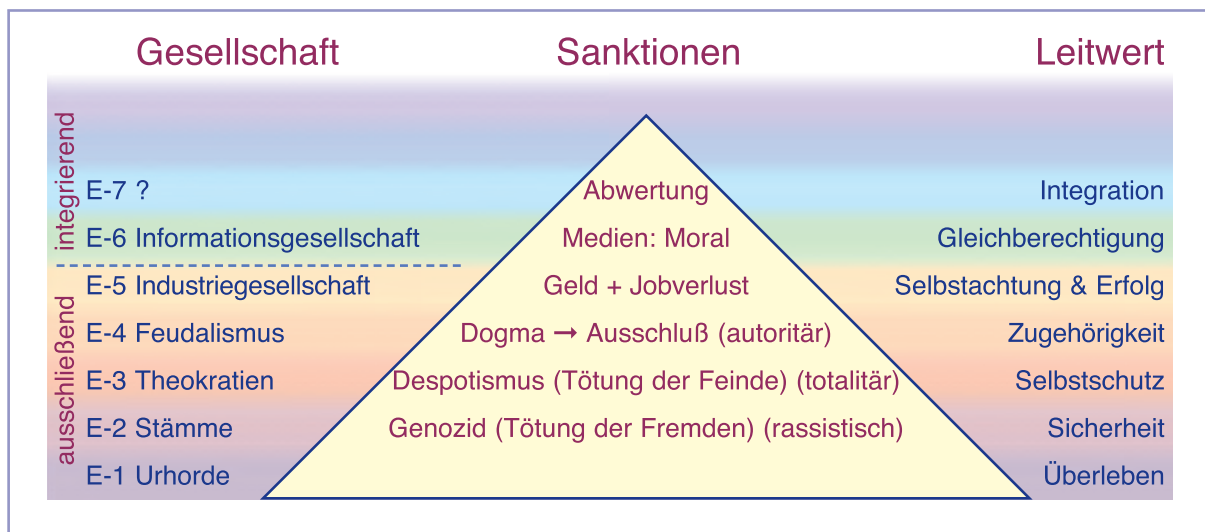 Gesellschaft Sanktionen Leitwert
integrierend
E-7 ? Abwertung Integration
E-6 Informationsgesellschaft Medien: Moral Gleichberechtigung
ausschließend
E-5 Industriegesellschaft Geld + Jobverlust Selbstachtung & Erfolg
E-4 Feudalismus Dogma → Ausschluß (autoritär) Zugehörigkeit
E-3 Theokratien Despotismus (Tötung der Feinde) (totalitär) Selbstschutz
E-2 Stämme Genozid (Tötung der Fremden) (rassistisch) Sicherheit
E-1 Urhorde Überleben